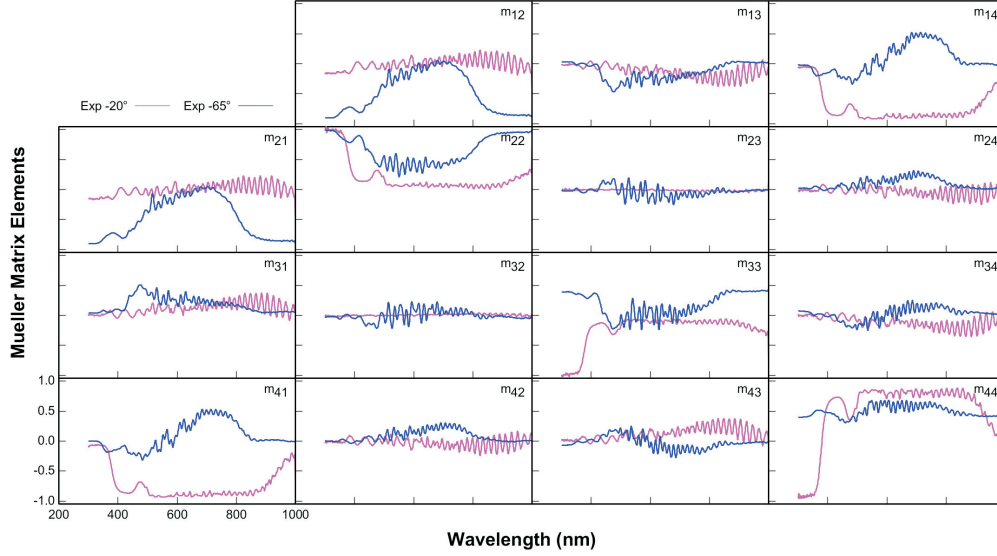 m12
m13
m14
Exp -20°
Exp -65°
m21
m22
m23
m24
m31
m32
m33
m34
m41
m42
m43
m44
1.0
0.5
0.0
-0.5
-1.0
200
400
600
800
1000
Mueller Matrix Elements
Wavelength (nm)